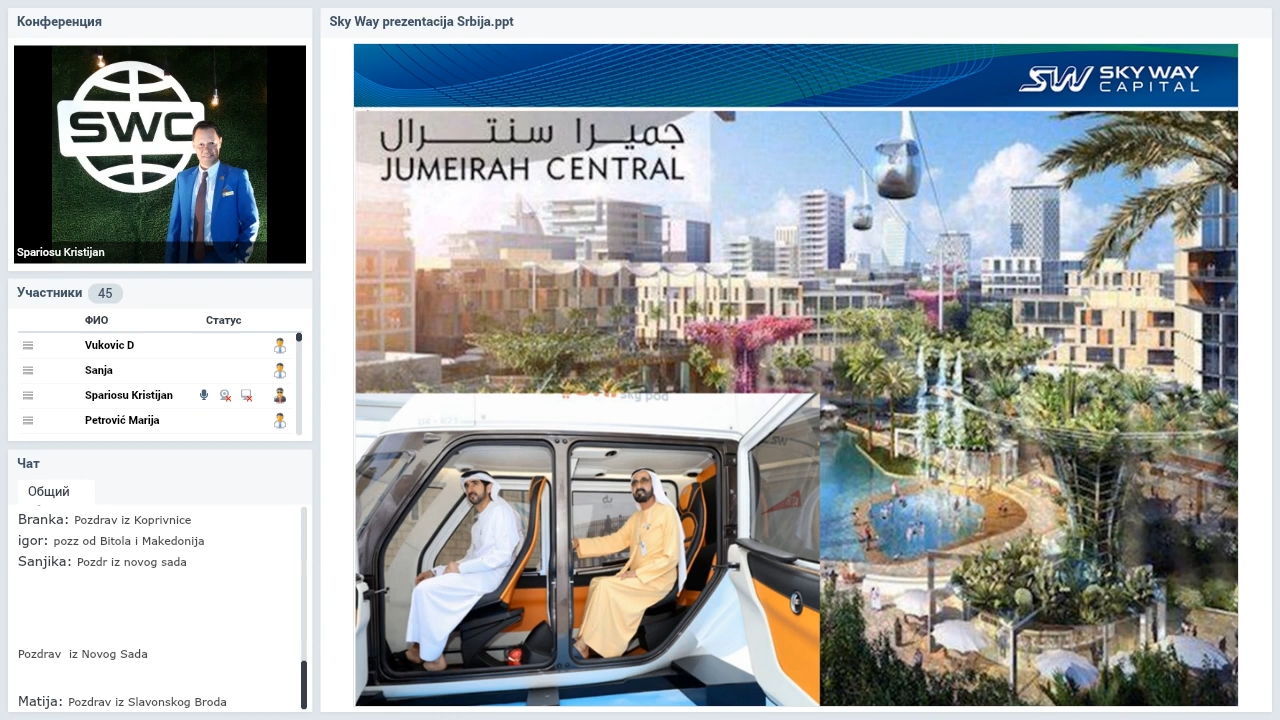 Конференция
SWC
Spariosu Kristijan
Участники 45
ФИО Статус
Vukovic D
Sanja
Spariosu Kristijan
Petrović Marija
Чат
Общий
Branka: Pozdrav iz Koprivnice
igor: pozz od Bitola i Makedonija
Sanjika: Pozdr iz novog sada
Pozdrav iz Novog Sada
Matija: Pozdrav iz Slavonskog Broda
Sky Way prezentacija Srbija.ppt
SW SKY WAY
CAPITAL
جميرا سنترال
JUMEIRAH CENTRAL
sky pod
du